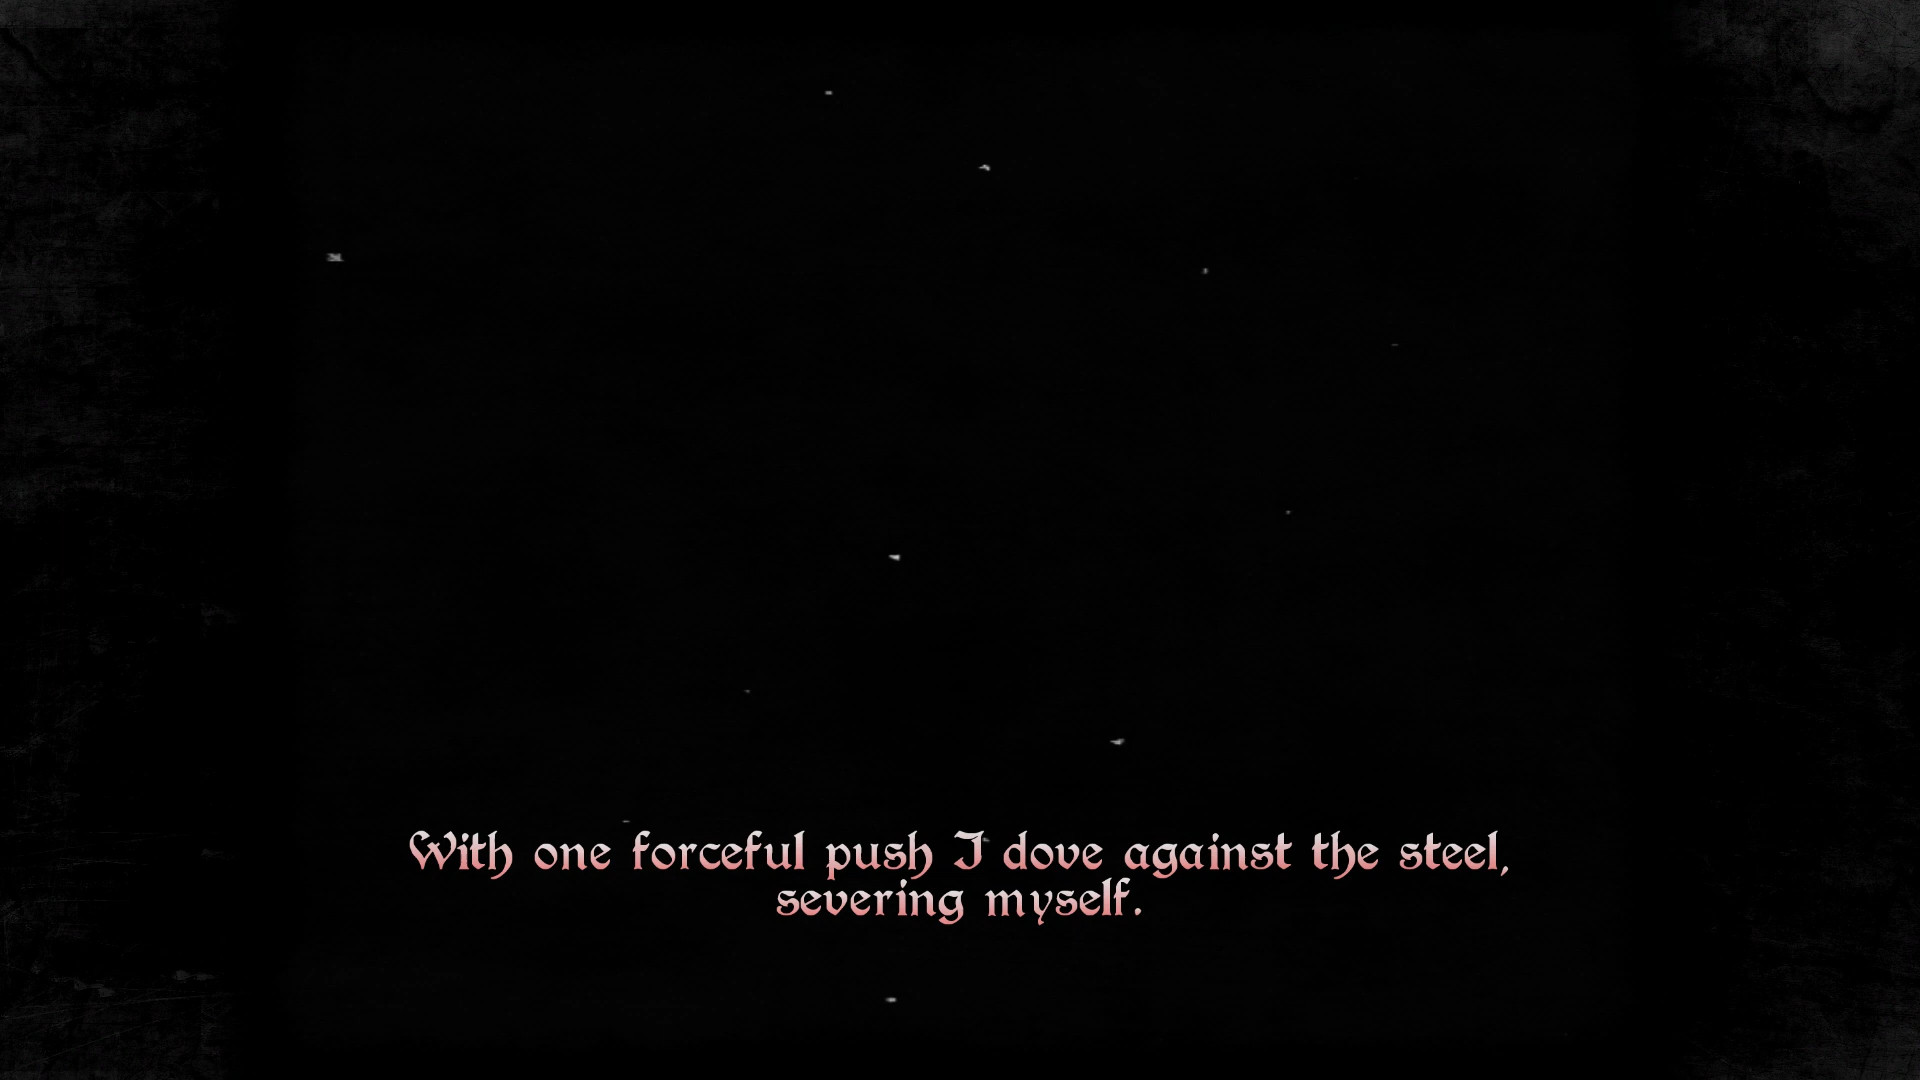 With one forceful push I dove against the steel,
severing myself.